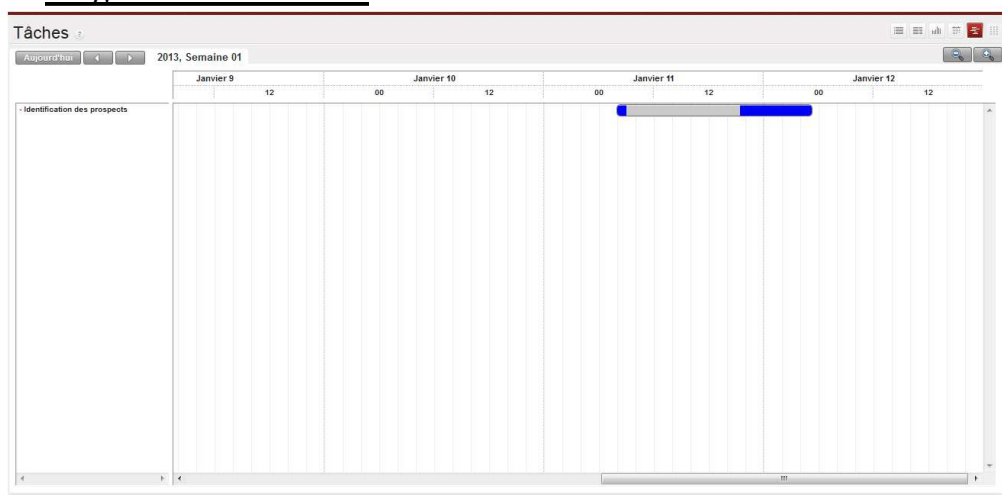 Tâches ?
Aujourd'hui 2013, Semaine 01
Janvier 9 Janvier 10 Janvier 11 Janvier 12
12 00 12 00 12 00 12
- Identification des prospects